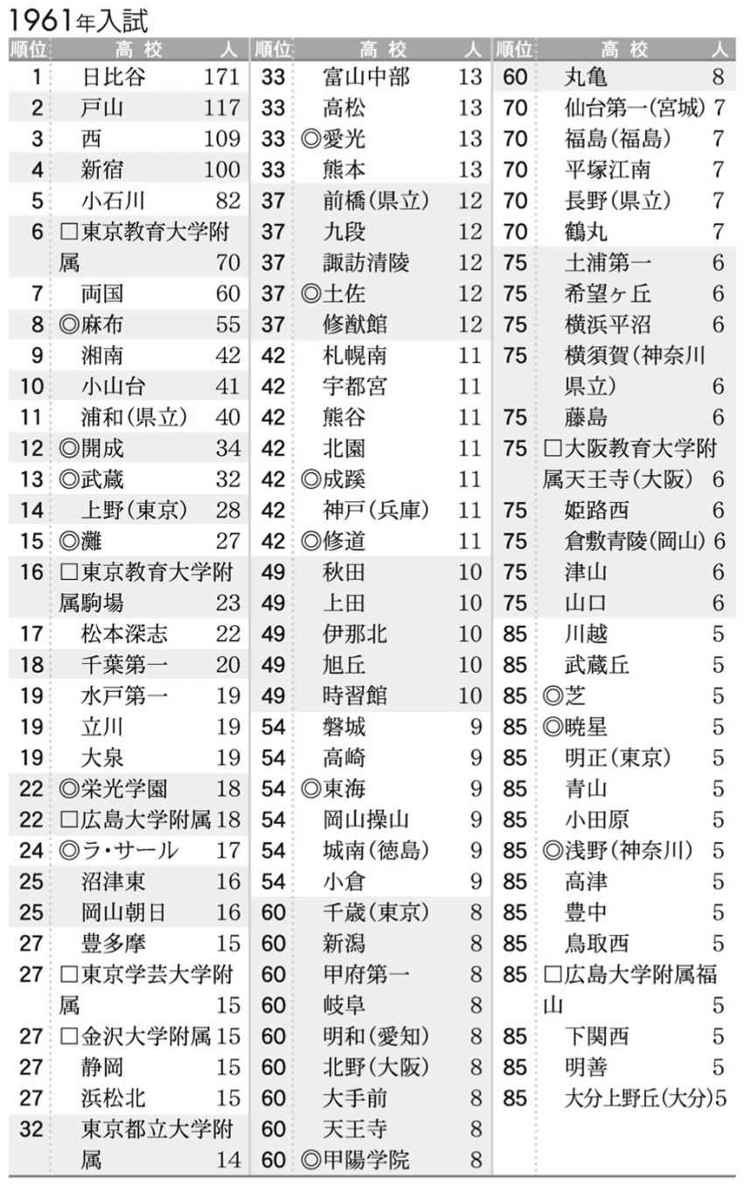 1961年入試
順位 高校 人
1 日比谷 171
2 戸山 117
3 西 109
4 新宿 100
5 小石川 82
6 □東京教育大学附
属 70
7 両国 60
8 ◎麻布 55
9 湘南 42
10 小山台 41
11 浦和(県立) 40
12 ◎開成 34
13 ◎武蔵 32
14 上野(東京) 28
15 ◎灘 27
16 □東京教育大学附
属駒場 23
17 松本深志 22
18 千葉第一 20
19 水戸第一 19
19 立川 19
19 大泉 19
22 ◎栄光学園 18
22 □広島大学附属 18
24 ◎ラ・サール 17
25 沼津東 16
25 岡山朝日 16
27 豊多摩 15
27 □東京学芸大学附
属 15
27 □金沢大学附属 15
27 静岡 15
27 浜松北 15
32 東京都立大学附
属 14
順位 高校 人
33 富山中部 13
33 高松 13
33 ◎愛光 13
33 熊本 13
37 前橋(県立) 12
37 九段 12
37 諏訪清陵 12
37 ◎土佐 12
37 修猷館 12
42 札幌南 11
42 宇都宮 11
42 熊谷 11
42 北園 11
42 ◎成蹊 11
42 神戸(兵庫) 11
42 ◎修道 11
49 秋田 10
49 上田 10
49 伊那北 10
49 旭丘 10
49 時習館 10
54 磐城 9
54 高崎 9
54 ◎東海 9
54 岡山操山 9
54 城南(徳島) 9
54 小倉 9
60 千歳(東京) 8
60 新潟 8
60 甲府第一 8
60 岐阜 8
60 明和(愛知) 8
60 北野(大阪) 8
60 大手前 8
60 天王寺 8
60 ◎甲陽学院 8
順位 高校 人
60 丸亀 8
70 仙台第一(宮城) 7
70 福島(福島) 7
70 平塚江南 7
70 長野(県立) 7
70 鶴丸 7
75 土浦第一 6
75 希望ヶ丘 6
75 横浜平沼 6
75 横須賀(神奈川
県立) 6
75 藤島 6
75 □大阪教育大学附
属天王寺(大阪) 6
75 姫路西 6
75 倉敷青陵(岡山) 6
75 津山 6
75 山口 6
85 川越 5
85 武蔵丘 5
85 ◎芝 5
85 ◎暁星 5
85 明正(東京) 5
85 青山 5
85 小田原 5
85 ◎浅野(神奈川) 5
85 高津 5
85 豊中 5
85 鳥取西 5
85 □広島大学附属福
山 5
85 下関西 5
85 明善 5
85 大分上野丘(大分) 5